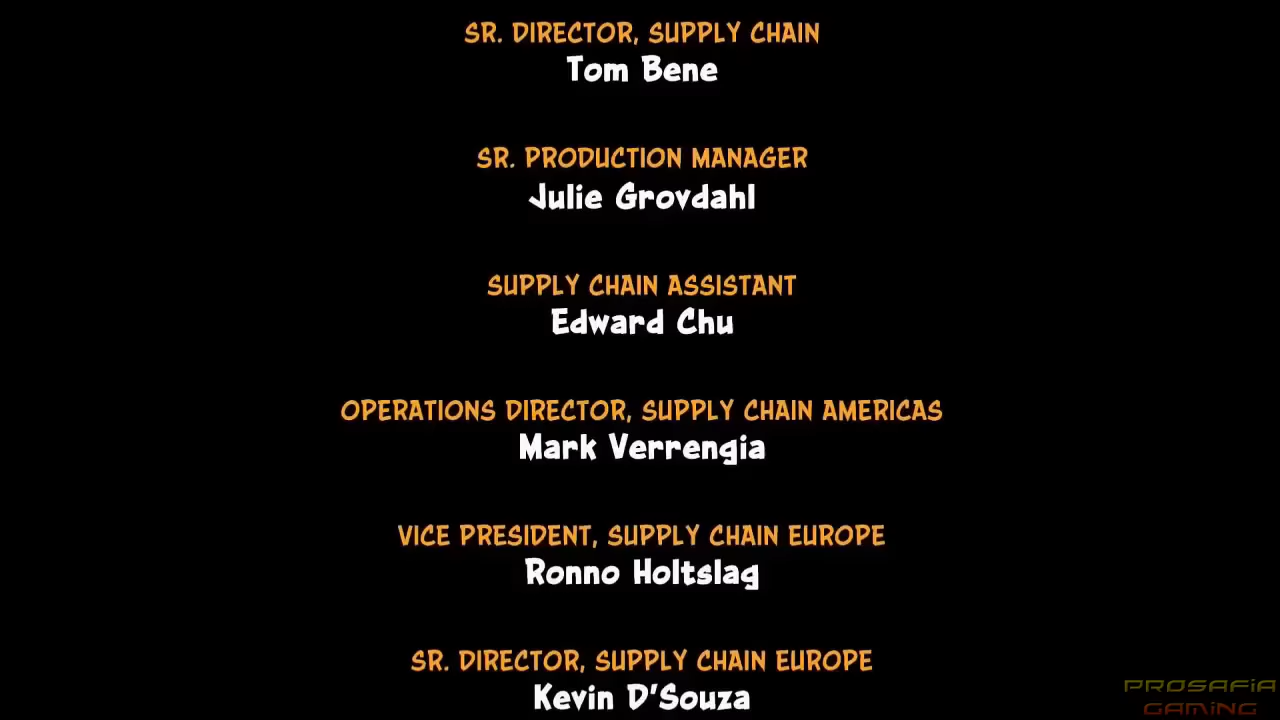 SR. DIRECTOR, SUPPLY CHAIN
Tom Bene
SR. PRODUCTION MANAGER
Julie Grovdahl
SUPPLY CHAIN ASSISTANT
Edward Chu
OPERATIONS DIRECTOR, SUPPLY CHAIN AMERICAS
Mark Verrengia
VICE PRESIDENT, SUPPLY CHAIN EUROPE
Ronno Holtslag
SR. DIRECTOR, SUPPLY CHAIN EUROPE
Kevin D'Souza
PROSAFiA
GAMiNG